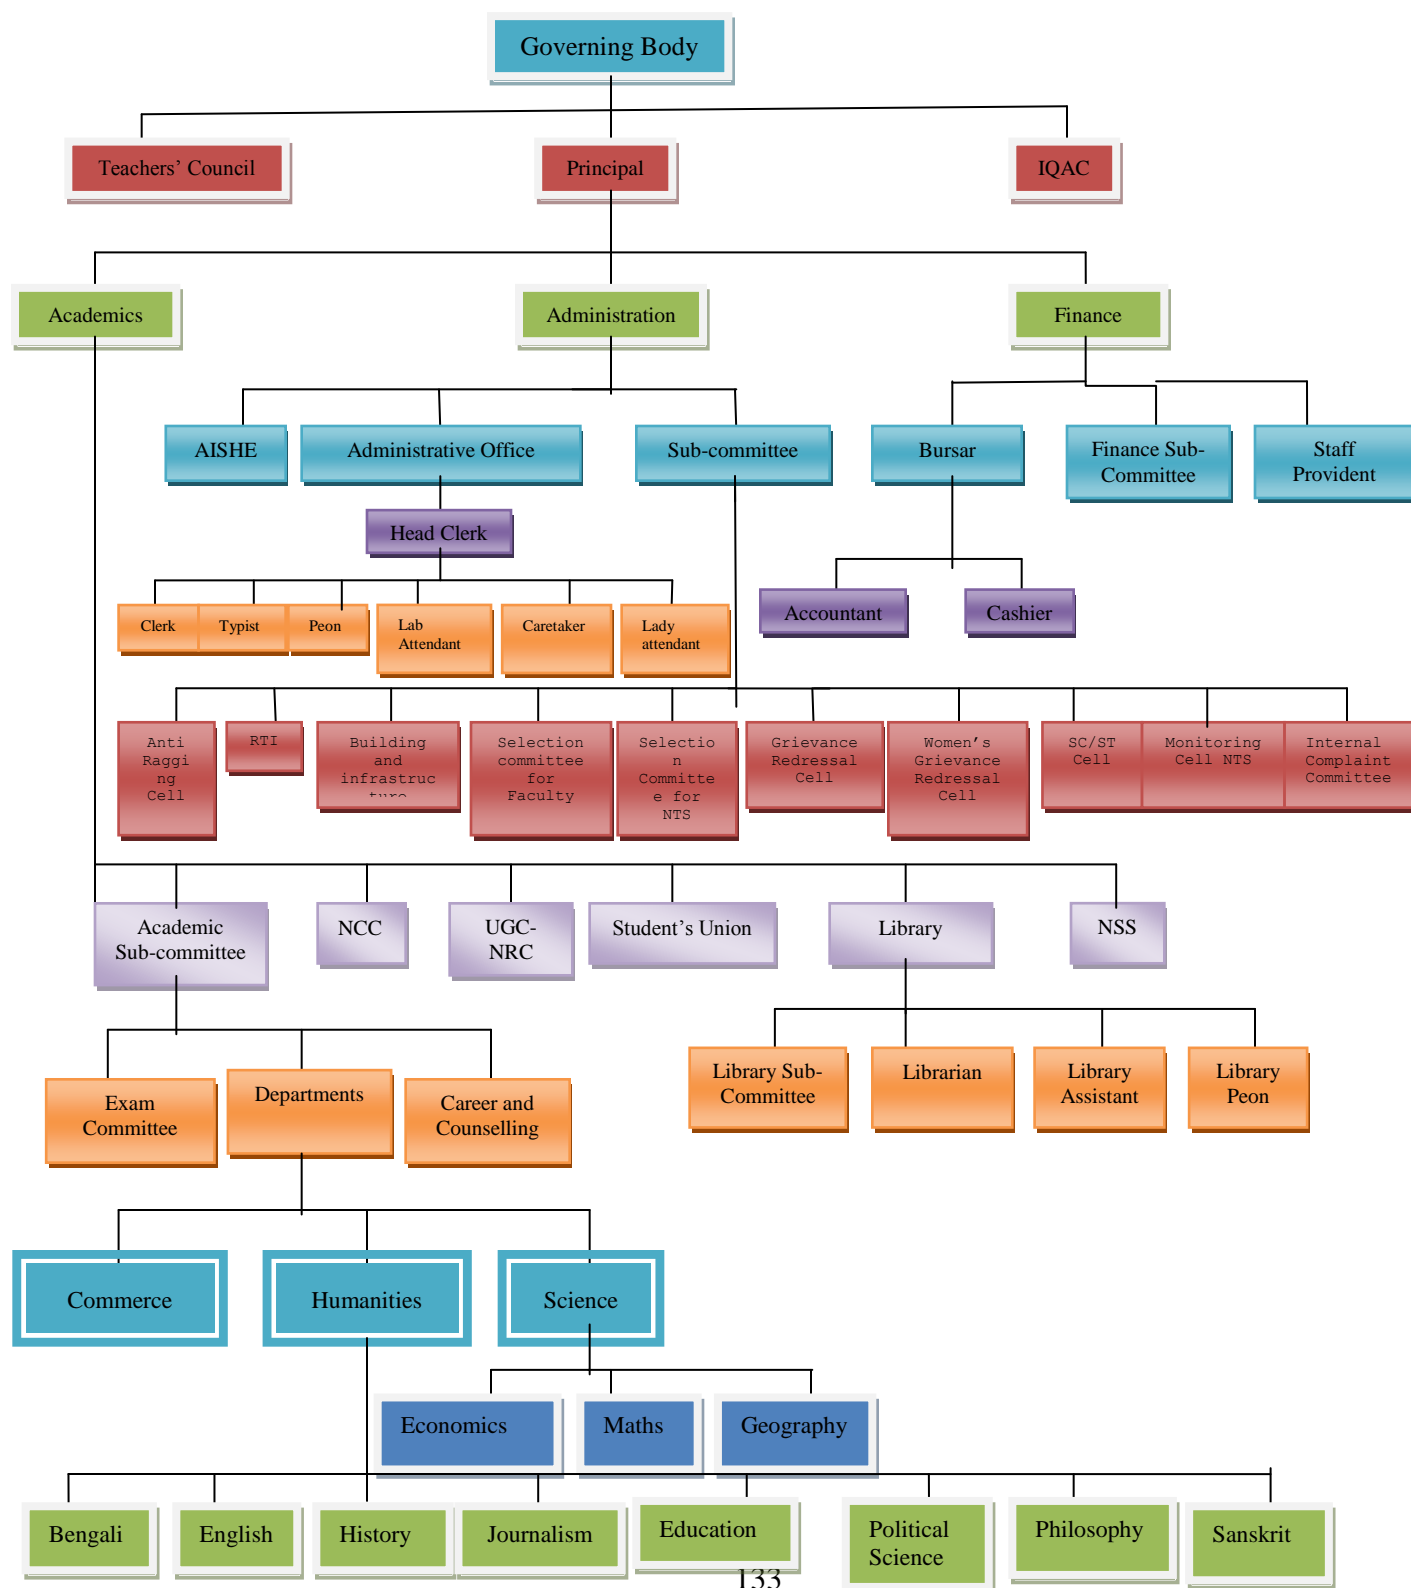 Governing Body
Teachers’ Council
Principal
IQAC
Academics
Administration
Finance
AISHE
Administrative Office
Sub-committee
Bursar
Finance Sub-
Committee
Staff
Provident
Head Clerk
Accountant
Cashier
Clerk
Typist
Peon
Lab
Attendant
Caretaker
Lady
attendant
Anti
Raggi
ng
Cell
RTI
Building
and
infrastruc
ture
Selection
committee
for
Faculty
Selectio
n
Committe
e for
NTS
Grievance
Redressal
Cell
Women’s
Grievance
Redressal
Cell
SC/ST
Cell
Monitoring
Cell NTS
Internal
Complaint
Committee
Academic
Sub-committee
NCC
UGC-
NRC
Student’s Union
Library
NSS
Exam
Committee
Departments
Career and
Counselling
Library Sub-
Committee
Librarian
Library
Assistant
Library
Peon
Commerce
Humanities
Science
Economics
Maths
Geography
Bengali
English
History
Journalism
Education
Political
Science
Philosophy
Sanskrit
133